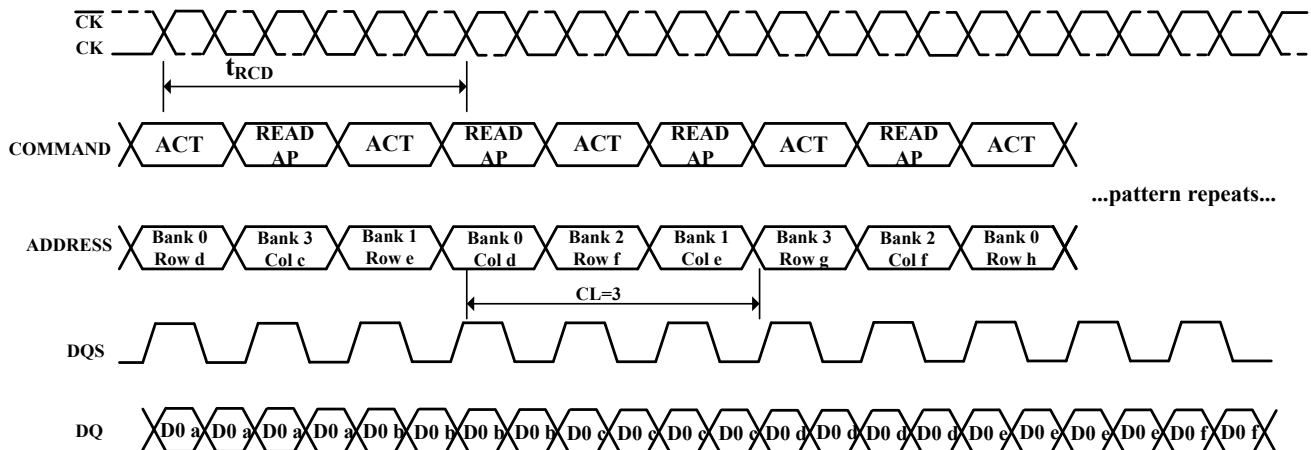 CK
CK
tRCD
COMMAND ACT READ AP ACT READ AP ACT READ AP ACT READ AP ACT
...pattern repeats...
ADDRESS Bank 0 Row d Bank 3 Col c Bank 1 Row e Bank 0 Col d Bank 2 Row f Bank 1 Col e Bank 3 Row g Bank 2 Col f Bank 0 Row h
CL=3
DQS
DQ D0 a D0 a D0 a D0 a D0 b D0 b D0 b D0 b D0 c D0 c D0 c D0 c D0 d D0 d D0 d D0 d D0 e D0 e D0 e D0 e D0 f D0 f